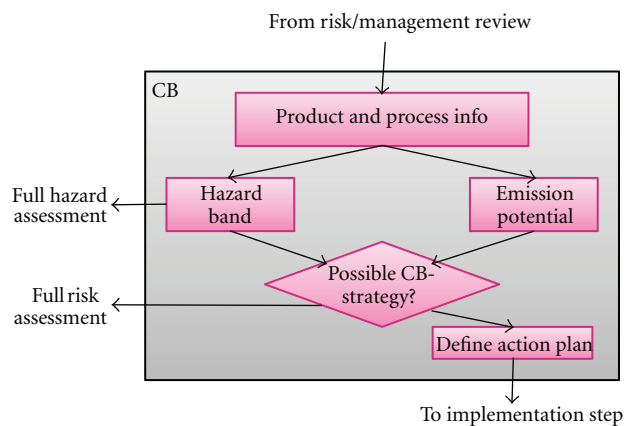 From risk/management review
CB
Product and process info
Full hazard
assessment
Hazard
band
Emission
potential
Possible CB-
strategy?
Full risk
assessment
Define action plan
To implementation step